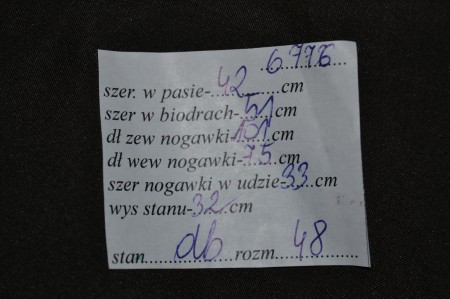 6776
szer. w pasie-42cm
szer w biodrach-51cm
dł zew nogawki-101cm
dł wew nogawki-75cm
szer nogawki w udzie-33cm
wys stanu-32cm
stan db rozm 48